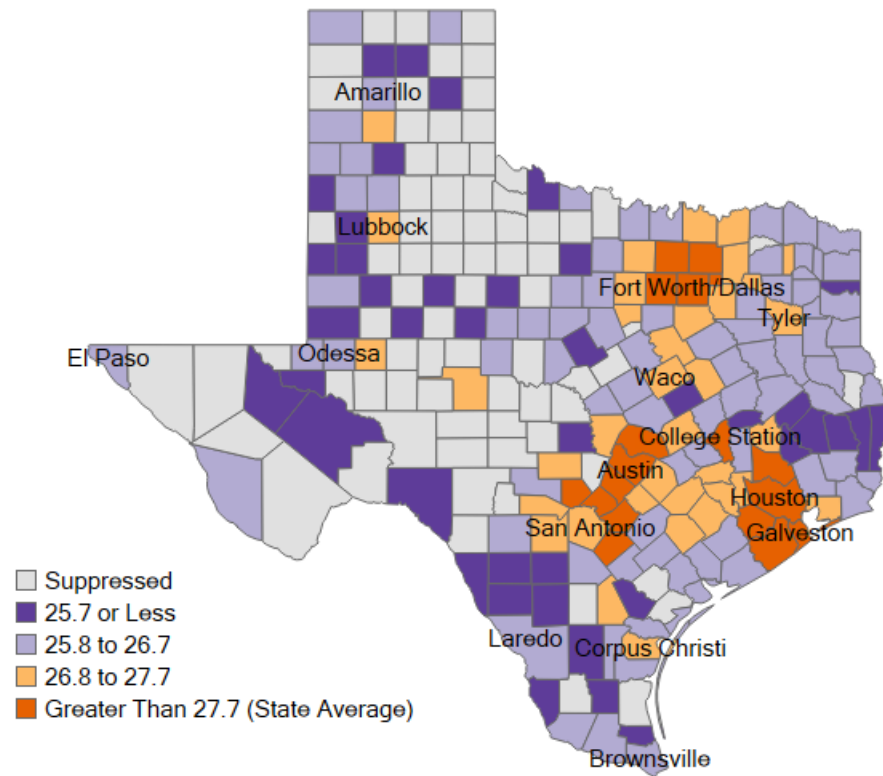 Amarillo
Lubbock
Fort Worth/Dallas
Tyler
El Paso
Odessa
Waco
College Station
Austin
Houston
San Antonio
Galveston
Suppressed
25.7 or Less
25.8 to 26.7
26.8 to 27.7
Greater Than 27.7 (State Average)
Laredo
Corpus Christi
Brownsville